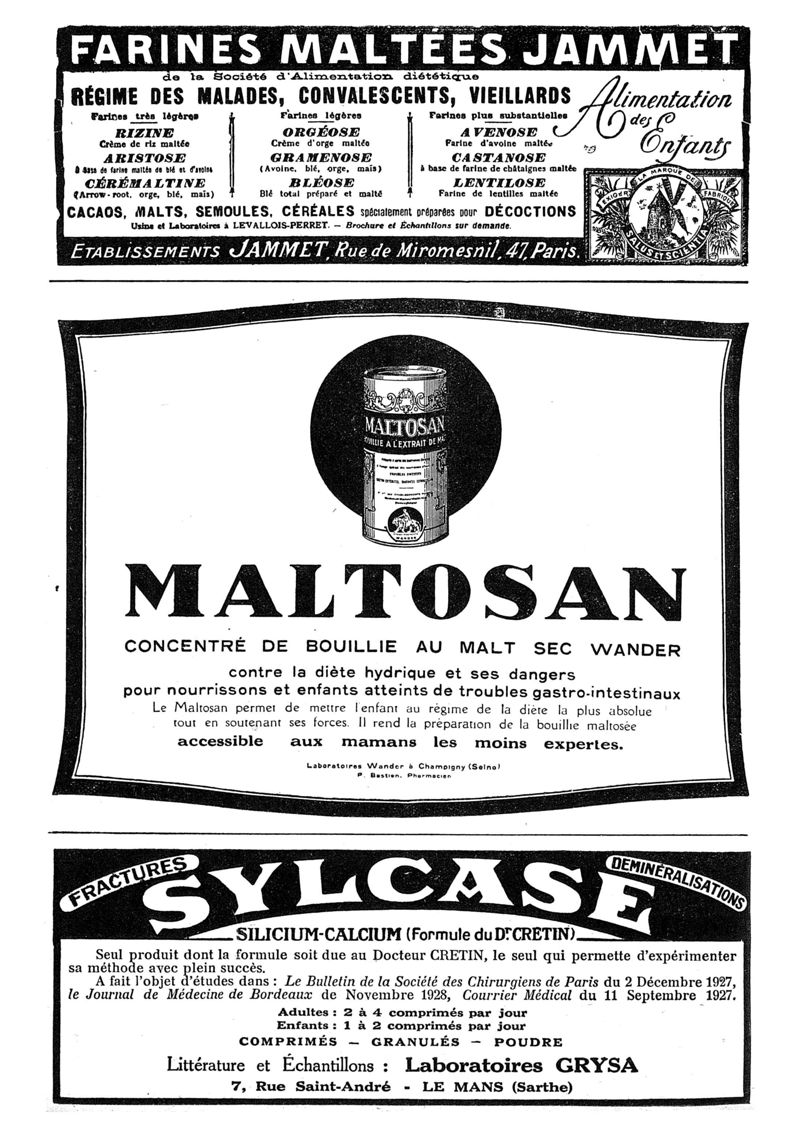 FARINES MALTÉES JAMMET
de la Société d'Alimentation diététique
RÉGIME DES MALADES, CONVALESCENTS, VIEILLARDS
Alimentation
des
Enfants
Farines très légères
RIZINE
Crème de riz maltée
ARISTOSE
à base de farine maltée de blé et d'avoine
CÉRÉMALTINE
(Arrow-root, orge, blé, maïs)
Farines légères
ORGÉOSE
Crème d'orge maltée
GRAMENOSE
(Avoine, blé, orge, maïs)
BLÉOSE
Blé total préparé et malté
Farines plus substantielles
AVENOSE
Farine d'avoine maltée
CASTANOSE
à base de farine de châtaignes maltée
LENTILOSE
Farine de lentilles maltée
CACAOS, MALTS, SEMOULES, CÉRÉALES spécialement préparées pour DÉCOCTIONS
Usine et Laboratoires à LEVALLOIS-PERRET. — Brochure et Échantillons sur demande.
ETABLISSEMENTS JAMMET, Rue de Miromesnil, 47, Paris.
EXIGER LA MARQUE DE FABRIQUE
SALUS ET SCIENTIA
MALTOSAN
BOUILLIE A L'EXTRAIT DE
WANDER
MALTOSAN
CONCENTRÉ DE BOUILLIE AU MALT SEC WANDER
contre la diète hydrique et ses dangers
pour nourrissons et enfants atteints de troubles gastro-intestinaux
Le Maltosan permet de mettre l'enfant au régime de la diète la plus absolue
tout en soutenant ses forces. Il rend la préparation de la bouillie maltosée
accessible aux mamans les moins expertes.
Laboratoires Wander à Champigny (Seine)
P. Bastien, Pharmacien
FRACTURES
SYLCASE
DEMINÉRALISATIONS
SILICIUM-CALCIUM (Formule du Dr. CRETIN)
Seul produit dont la formule soit due au Docteur CRETIN, le seul qui permette d'expérimenter
sa méthode avec plein succès.
A fait l'objet d'études dans : Le Bulletin de la Société des Chirurgiens de Paris du 2 Décembre 1927,
le Journal de Médecine de Bordeaux de Novembre 1928, Courrier Médical du 11 Septembre 1927.
Adultes : 2 à 4 comprimés par jour
Enfants : 1 à 2 comprimés par jour
COMPRIMÉS — GRANULÉS — POUDRE
Littérature et Échantillons : Laboratoires GRYSA
7, Rue Saint-André - LE MANS (Sarthe)